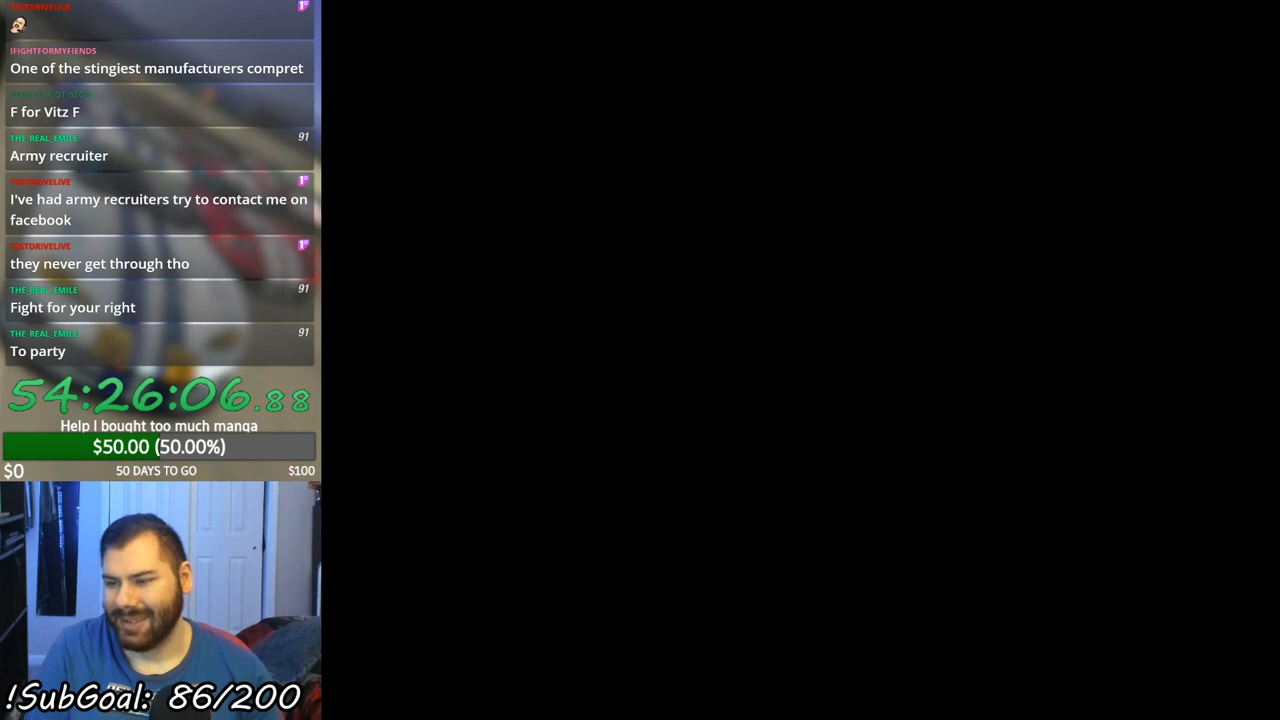 TESTDRIVELIVE
IFIGHTFORMYFIENDS
One of the stingiest manufacturers compret
F for Vitz F
THE_REAL_EMILE 91
Army recruiter
TESTDRIVELIVE
I've had army recruiters try to contact me on
facebook
TESTDRIVELIVE
they never get through tho
THE_REAL_EMILE 91
Fight for your right
THE_REAL_EMILE 91
To party
54:26:06.88
Help I bought too much manga
$50.00 (50.00%)
$0 50 DAYS TO GO $100
!SubGoal: 86/200